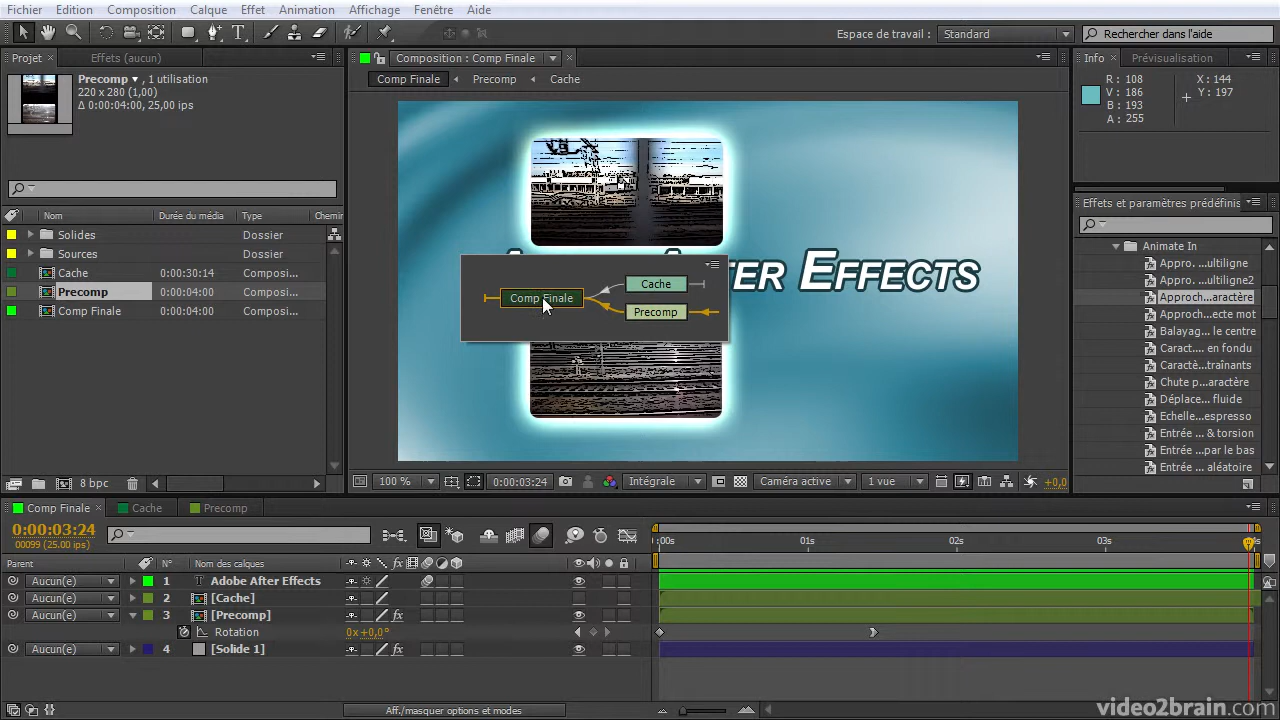 Fichier Edition Composition Calque Effet Animation Affichage Fenêtre Aide
Espace de travail : Standard Rechercher dans l'aide
Projet Effets (aucun) Composition : Comp Finale Info Prévisualisation
Comp Finale Precomp Cache
Precomp , 1 utilisation
220 x 280 (1,00)
Δ 0:00:04:00, 25,00 ips
R : 108
V : 186
B : 193
A : 255
X : 144
Y : 197
Effets et paramètres prédéfinis
Nom Durée du média Type Chemin
Solides Dossier
Sources Dossier
Cache 0:00:30:14 Composi...
Precomp 0:00:04:00 Composi...
Comp Finale 0:00:04:00 Composi...
After Effects
Comp Finale
Cache
Precomp
Animate In
Appro. ...ultiligne
Appro. ...ultiligne2
Approch...aractère
Approch...ecte mot
Balayag... le centre
Caract... en fondu
Caractè...traînants
Chute p...aractère
Déplace... fluide
Echelle...espresso
Entrée ... & torsion
Entrée ...par le bas
Entrée ... aléatoire
8 bpc
100 % 0:00:03:24 Intégrale Caméra active 1 vue +0,0
Comp Finale Cache Precomp
0:00:03:24
00099 (25.00 ips)
:00s 01s 02s 03s 04s
Parent N° Nom des calques
Aucun(e) 1 T Adobe After Effects
Aucun(e) 2 [Cache]
Aucun(e) 3 [Precomp]
Rotation 0x+0,0°
Aucun(e) 4 [Solide 1]
Aff./masquer options et modes
video2brain.com